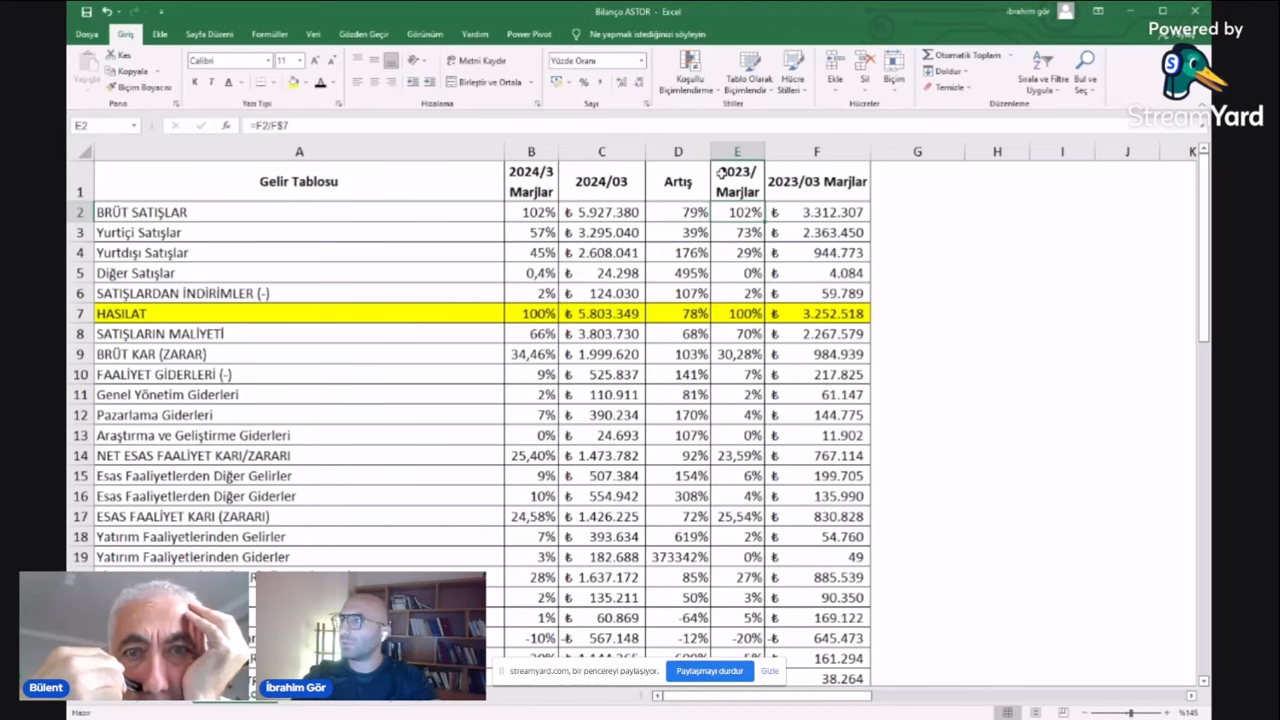 Bilanço ASTOR - Excel
ibrahim gör
Powered by
StreamYard
Dosya Giriş Ekle Sayfa Düzeni Formüller Veri Gözden Geçir Görünüm Yardım Power Pivot Ne yapmak istediğinizi söyleyin
Yapıştır
Kes
Kopyala
Biçim Boyacısı
Calibri
K T A
Metni Kaydır
Birleştir ve Ortala
Yüzde Oranı
Koşullu Biçimlendirme
Tablo Olarak Biçimlendir
Hücre Stilleri
Ekle
Sil
Biçim
Otomatik Toplam
Doldur
Temizle
Sırala ve Filtre Uygula
Bul ve Seç
Pano Yazı Tipi Hizalama Sayı Stiller Hücreler Düzenleme
E2 fx =F2/F$7
A B C D E F G H I J K
1 Gelir Tablosu 2024/3 Marjlar 2024/03 Artış 2023/ Marjlar 2023/03 Marjlar
2 BRÜT SATIŞLAR 102% ₺ 5.927.380 79% 102% ₺ 3.312.307
3 Yurtiçi Satışlar 57% ₺ 3.295.040 39% 73% ₺ 2.363.450
4 Yurtdışı Satışlar 45% ₺ 2.608.041 176% 29% ₺ 944.773
5 Diğer Satışlar 0,4% ₺ 24.298 495% 0% ₺ 4.084
6 SATIŞLARDAN İNDİRİMLER (-) 2% ₺ 124.030 107% 2% ₺ 59.789
7 HASILAT 100% ₺ 5.803.349 78% 100% ₺ 3.252.518
8 SATIŞLARIN MALİYETİ 66% ₺ 3.803.730 68% 70% ₺ 2.267.579
9 BRÜT KAR (ZARAR) 34,46% ₺ 1.999.620 103% 30,28% ₺ 984.939
10 FAALİYET GİDERLERİ (-) 9% ₺ 525.837 141% 7% ₺ 217.825
11 Genel Yönetim Giderleri 2% ₺ 110.911 81% 2% ₺ 61.147
12 Pazarlama Giderleri 7% ₺ 390.234 170% 4% ₺ 144.775
13 Araştırma ve Geliştirme Giderleri 0% ₺ 24.693 107% 0% ₺ 11.902
14 NET ESAS FAALİYET KARI/ZARARI 25,40% ₺ 1.473.782 92% 23,59% ₺ 767.114
15 Esas Faaliyetlerden Diğer Gelirler 9% ₺ 507.384 154% 6% ₺ 199.705
16 Esas Faaliyetlerden Diğer Giderler 10% ₺ 554.942 308% 4% ₺ 135.990
17 ESAS FAALİYET KARI (ZARARI) 24,58% ₺ 1.426.225 72% 25,54% ₺ 830.828
18 Yatırım Faaliyetlerinden Gelirler 7% ₺ 393.634 619% 2% ₺ 54.760
19 Yatırım Faaliyetlerinden Giderler 3% ₺ 182.688 373342% 0% ₺ 49
28% ₺ 1.637.172 85% 27% ₺ 885.539
2% ₺ 135.211 50% 3% ₺ 90.350
1% ₺ 60.869 -64% 5% ₺ 169.122
-10% -₺ 567.148 -12% -20% -₺ 645.473
₺ 161.294
38.264
streamyard.com, bir pencereyi paylaşıyor. Paylaşmayı durdur Gizle
Bülent
İbrahim Gör
Hazır
%145